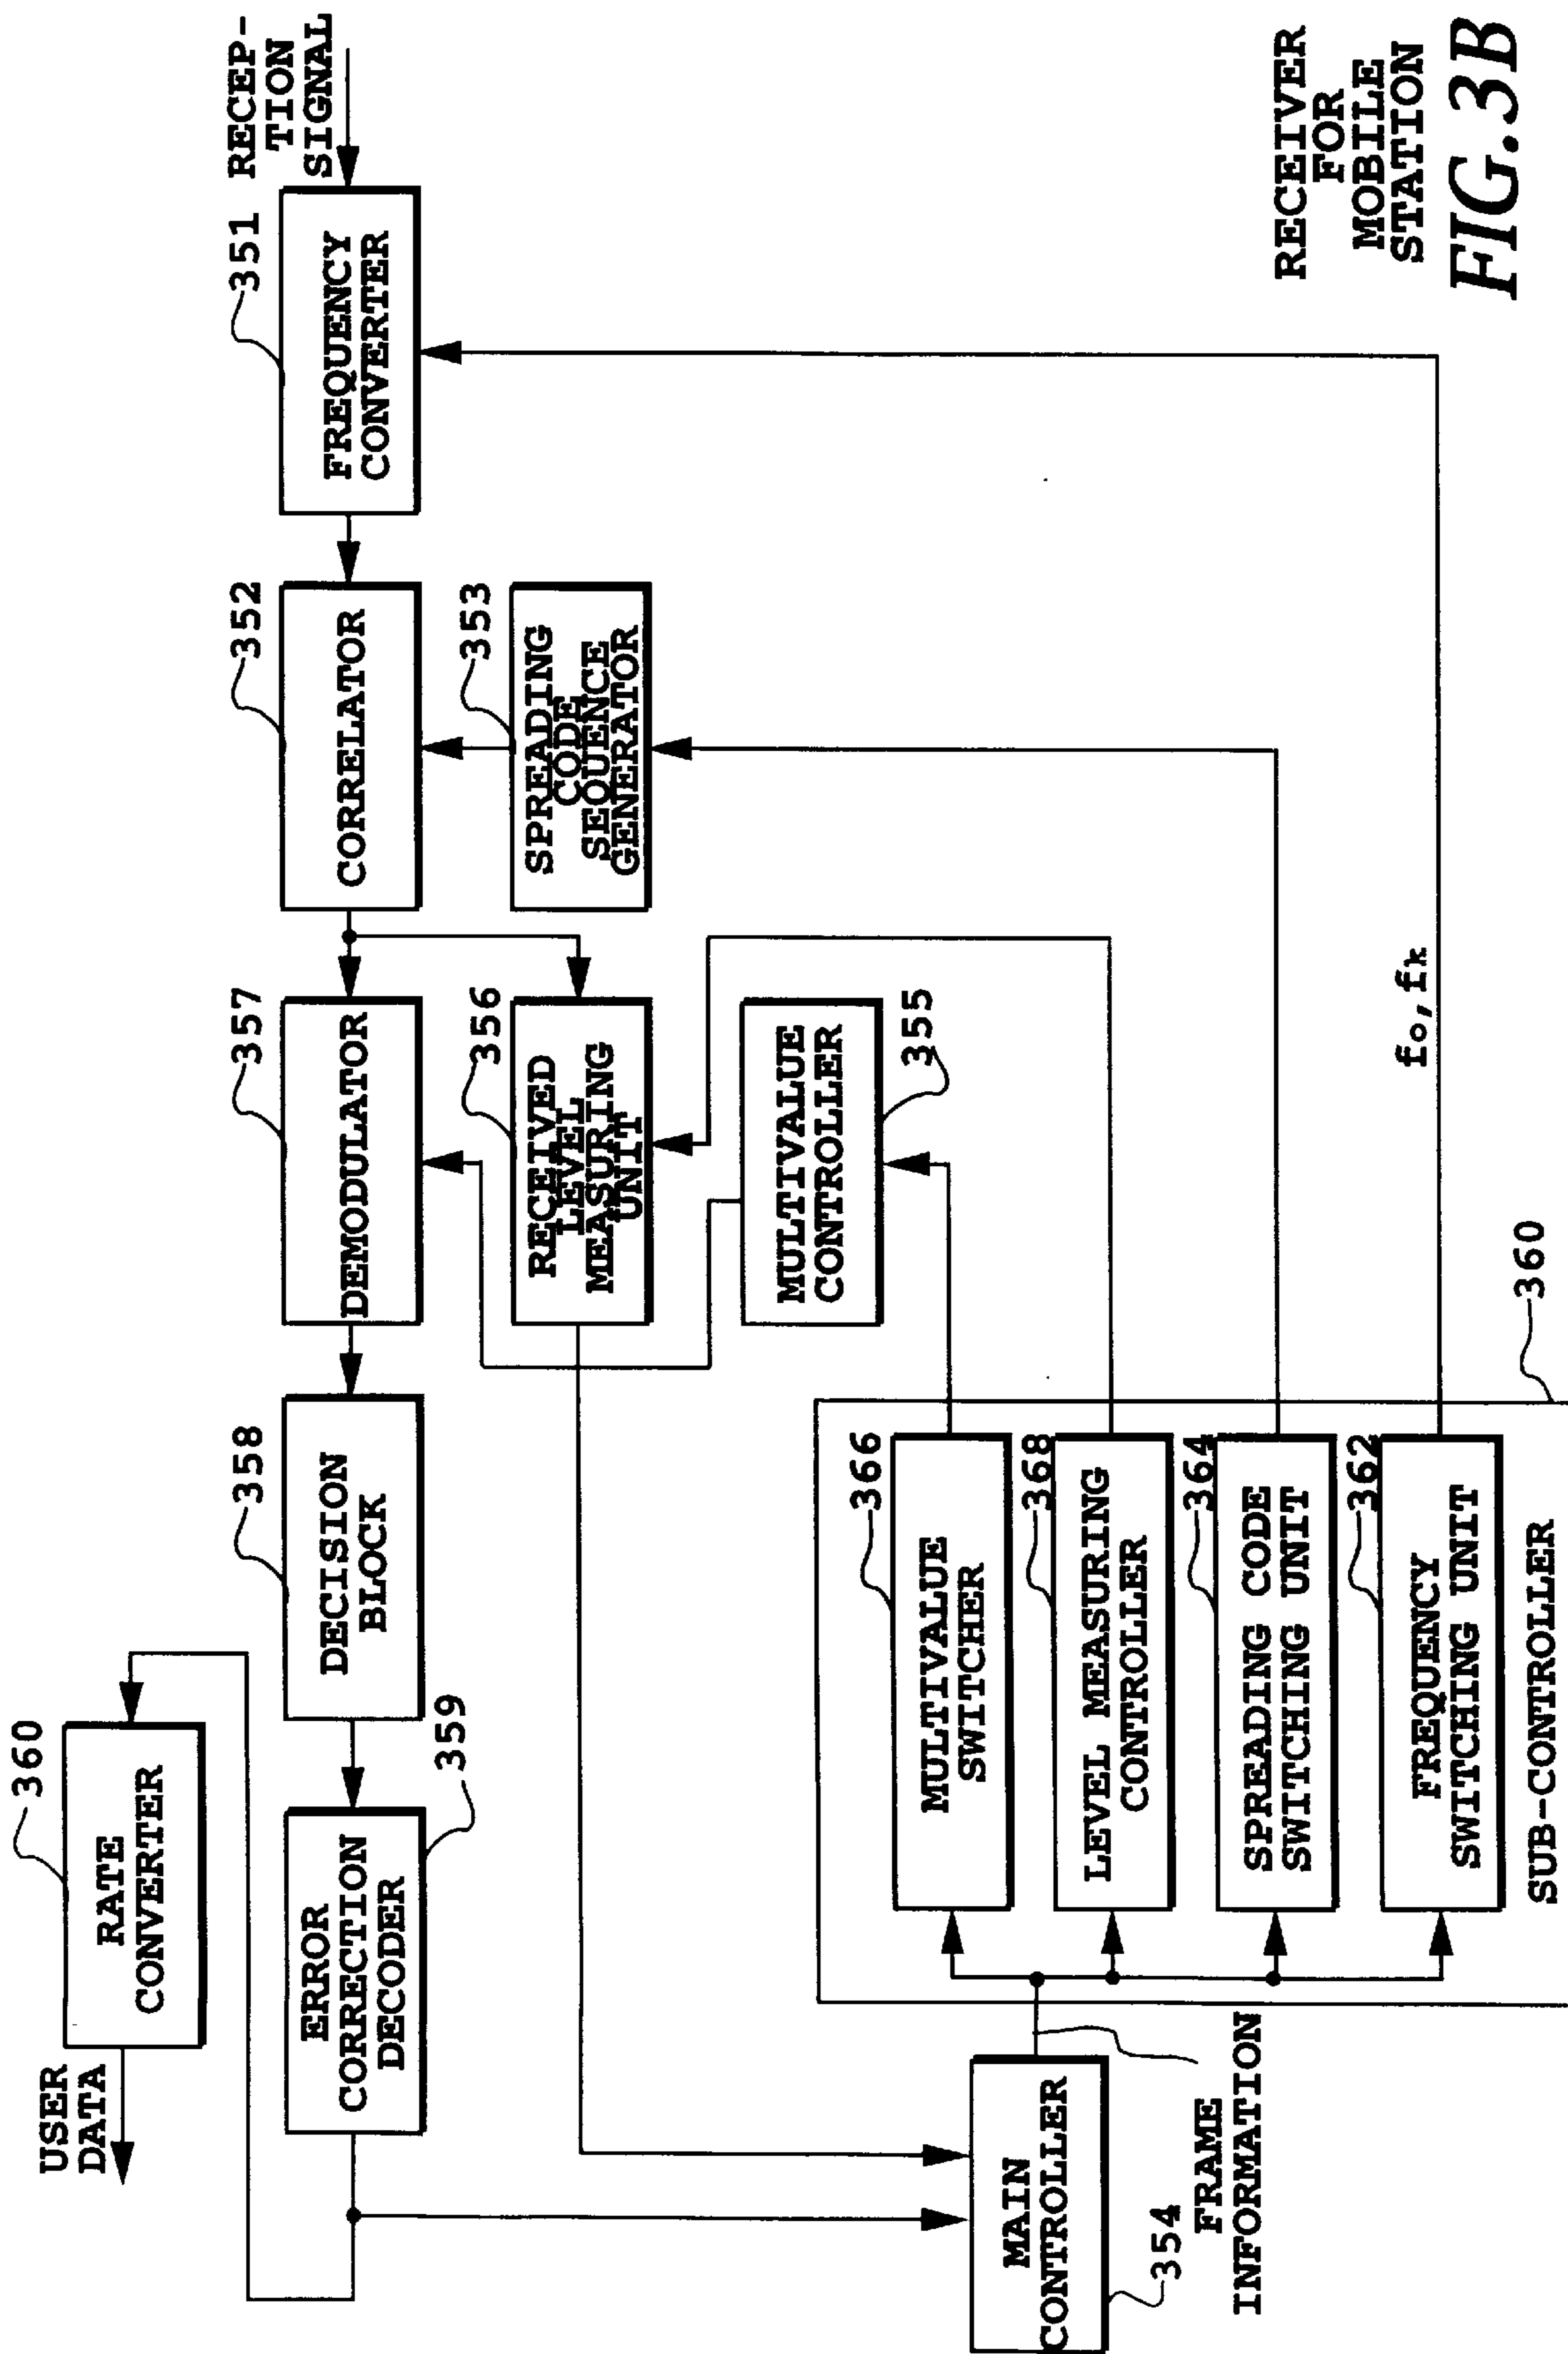 RECEP-
TION
SIGNAL
351
FREQUENCY
CONVERTER
352
CORRELATOR
353
SPREADING
CODE
SEQUENCE
GENERATOR
357
DEMODULATOR
356
RECEIVED
LEVEL
MEASURING
UNIT
MULTIVALUE
CONTROLLER
355
358
DECISION
BLOCK
ERROR
CORRECTION
DECODER
359
360
RATE
CONVERTER
USER
DATA
366
MULTIVALUE
SWITCHER
368
LEVEL MEASURING
CONTROLLER
364
SPREADING CODE
SWITCHING UNIT
362
FREQUENCY
SWITCHING UNIT
SUB-CONTROLLER
360
fo,fk
MAIN
CONTROLLER
354
FRAME
INFORMATION
RECEIVER
FOR
MOBILE
STATION
FIG.3B